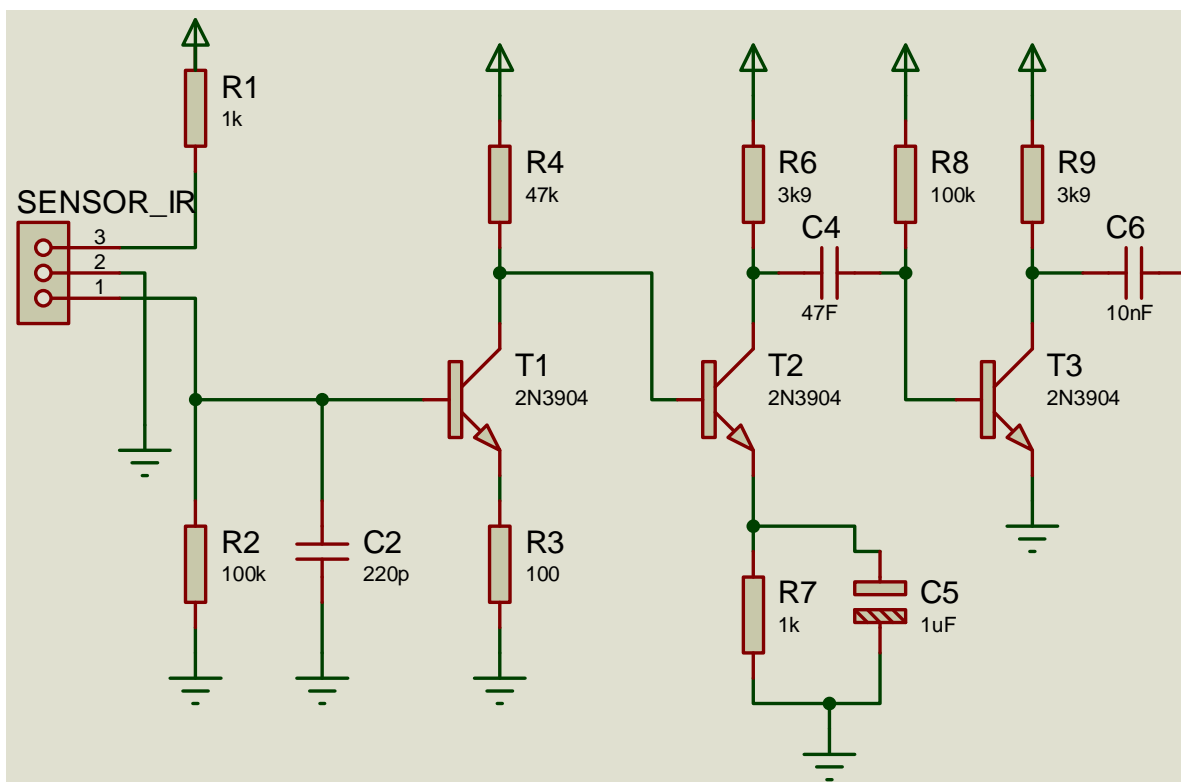 R1
1k
SENSOR_IR
3
2
1
R2
100k
C2
220p
R4
47k
T1
2N3904
R3
100
R6
3k9
C4
47F
T2
2N3904
R7
1k
C5
1uF
R8
100k
R9
3k9
C6
10nF
T3
2N3904